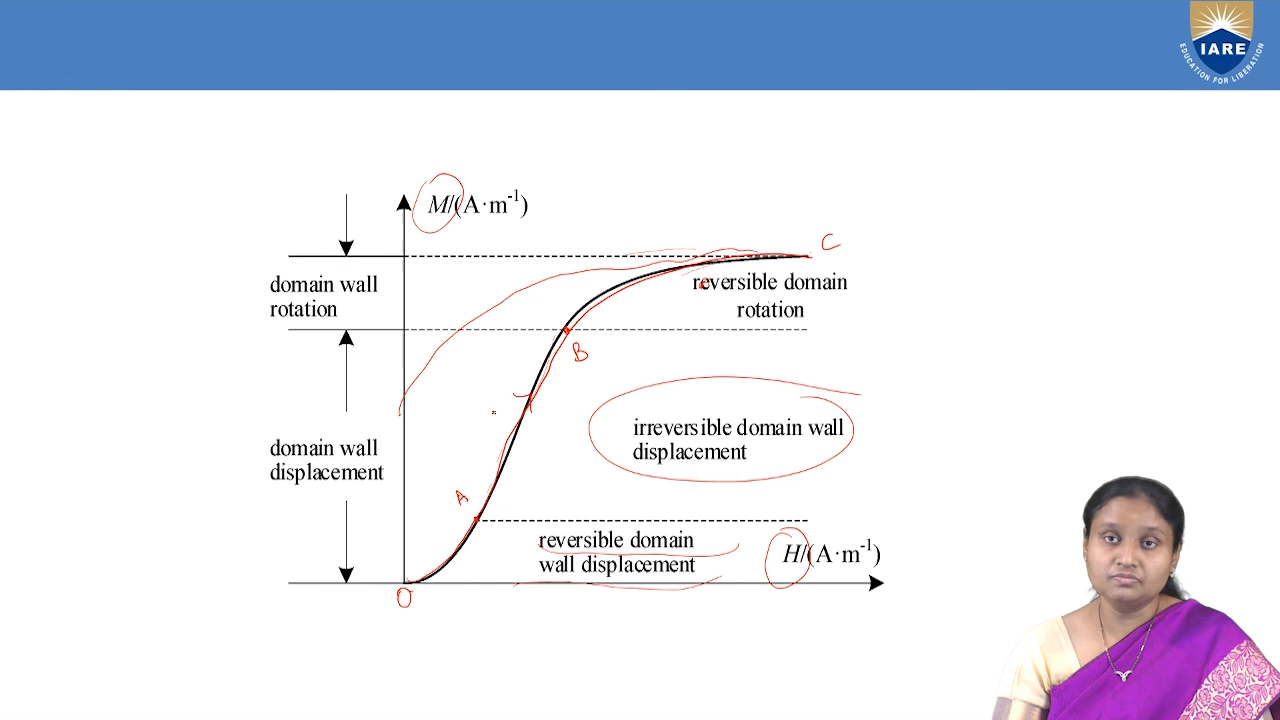 IARE
EDUCATION FOR LIBERATION
M/(A·m⁻¹)
C
domain wall
rotation
reversible domain
rotation
B
irreversible domain wall
displacement
domain wall
displacement
A
reversible domain
wall displacement
H/(A·m⁻¹)
O